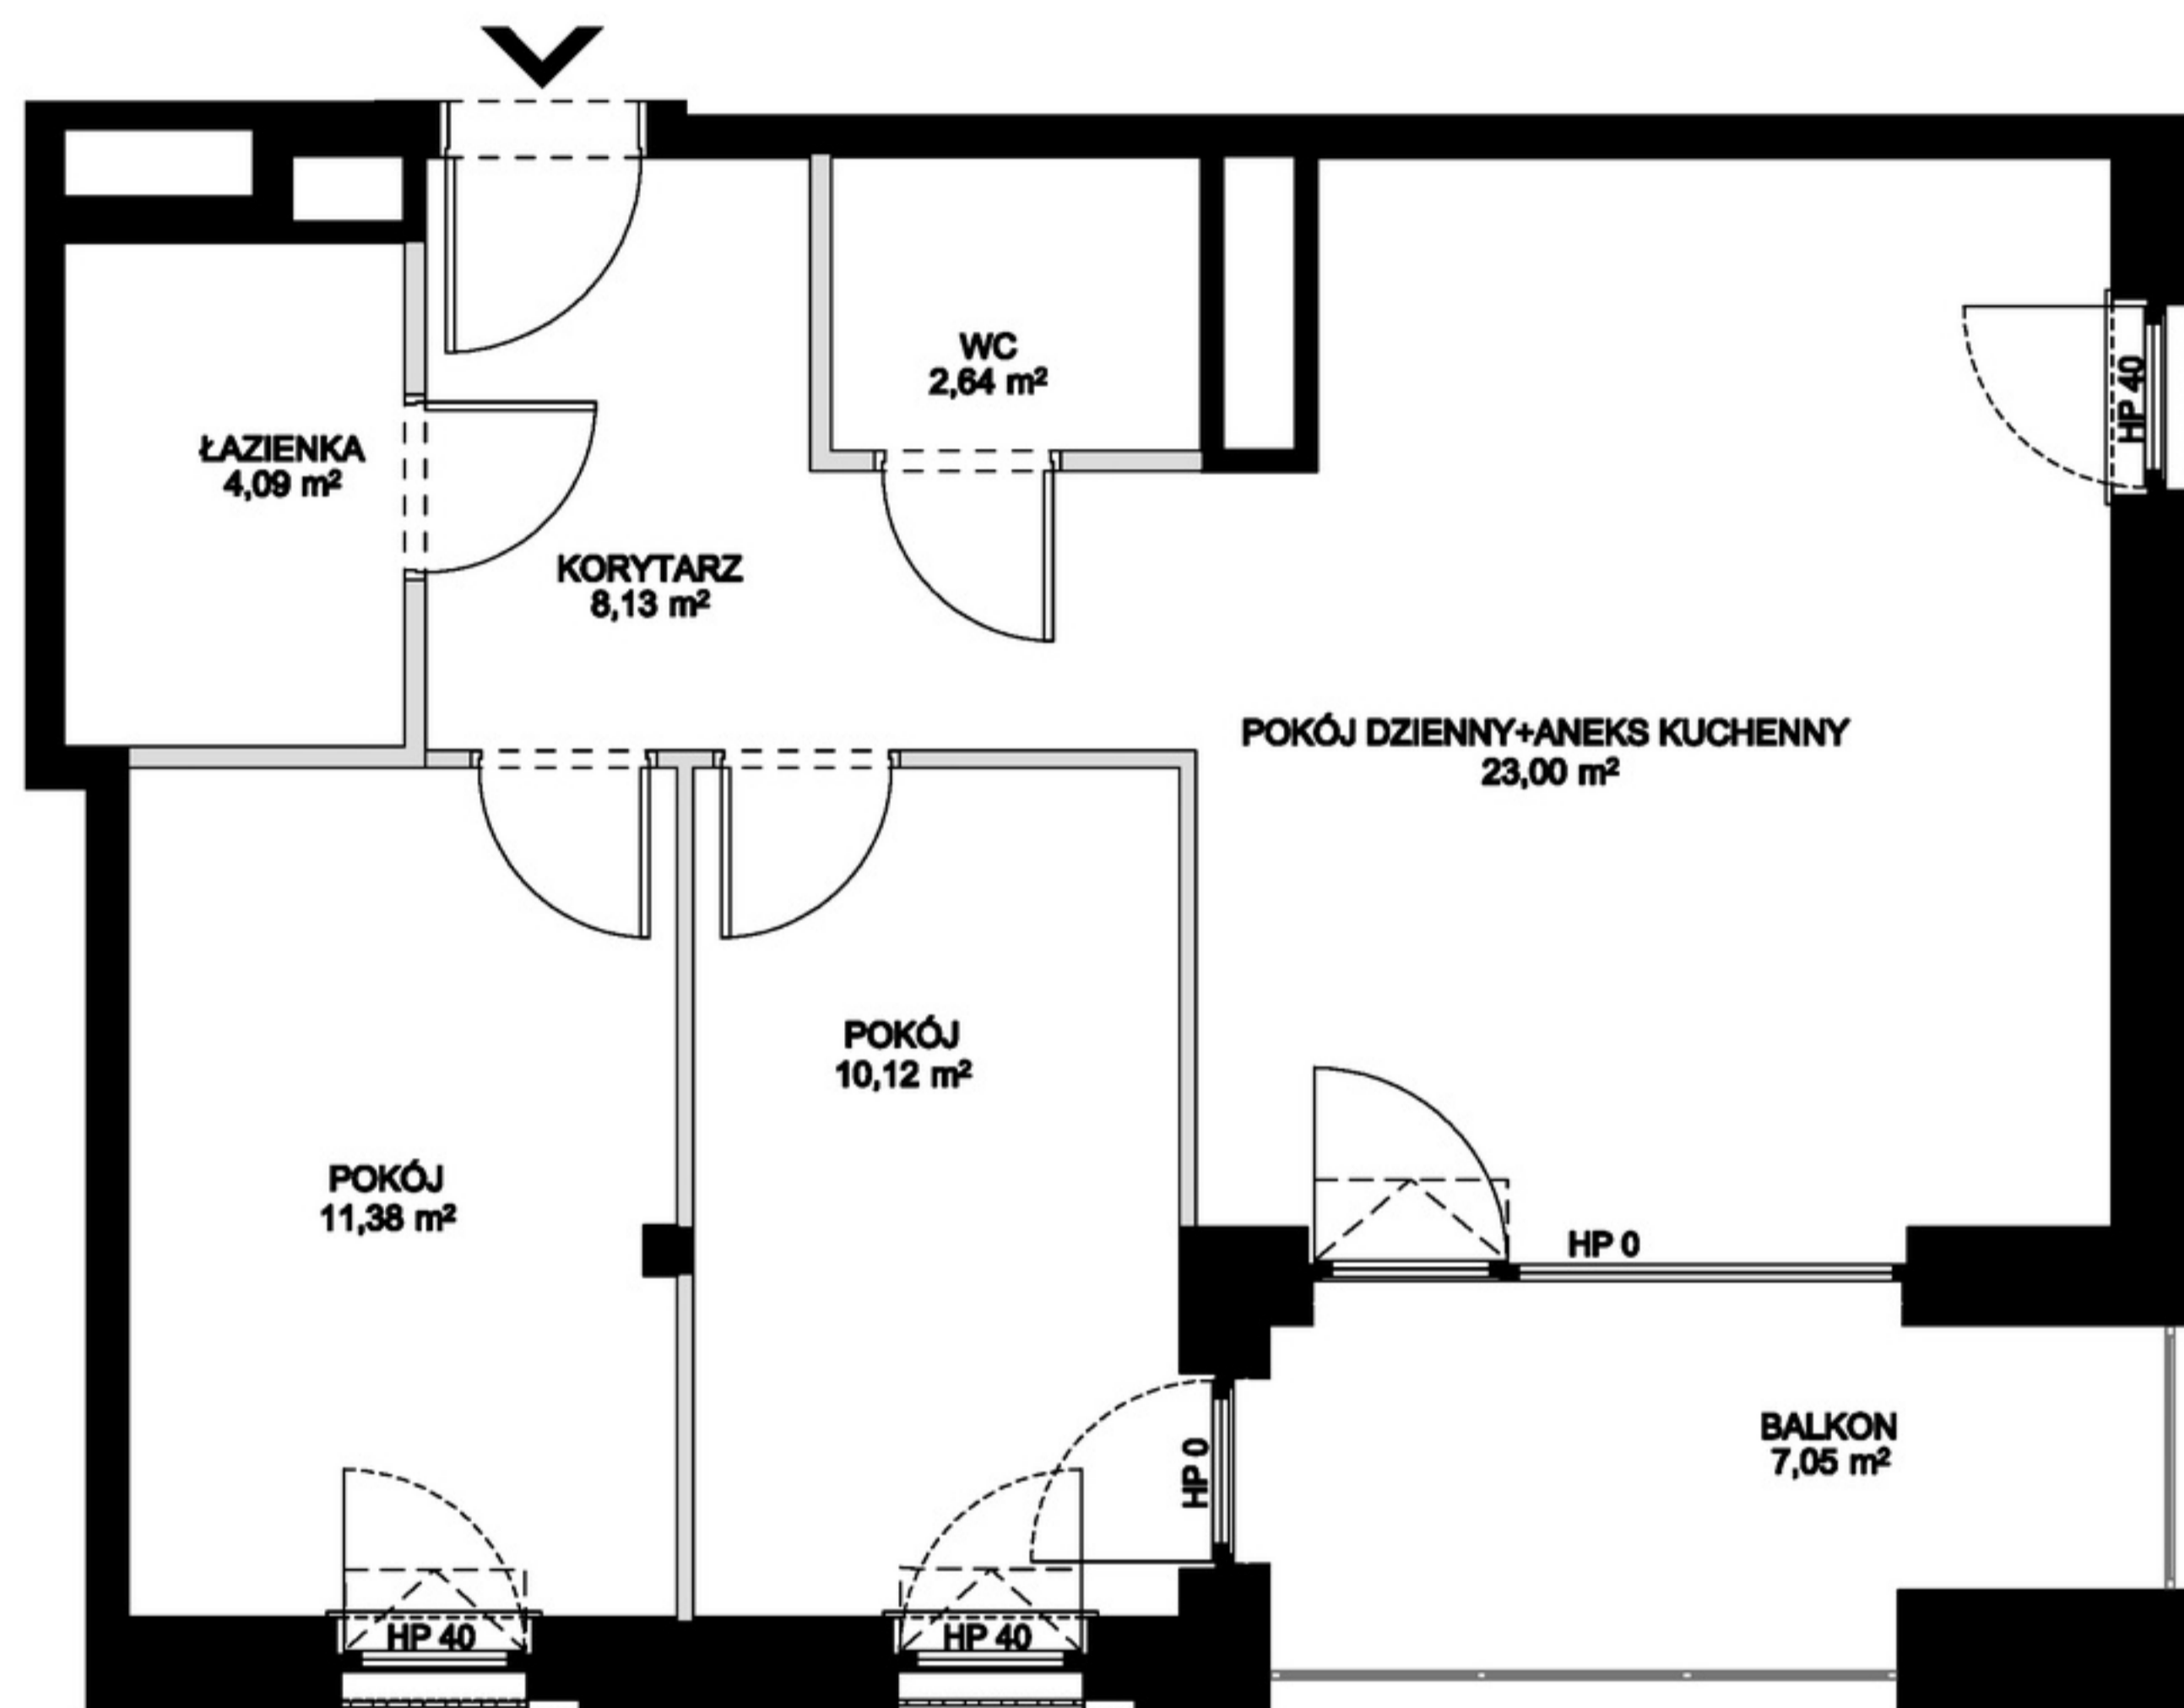 WC
2,64 m²
HP 40
ŁAZIENKA
4,09 m²
KORYTARZ
8,13 m²
POKÓJ DZIENNY+ANEKS KUCHENNY
23,00 m²
POKÓJ
10,12 m²
POKÓJ
11,38 m²
HP 0
BALKON
7,05 m²
HP 0
HP 40
HP 40